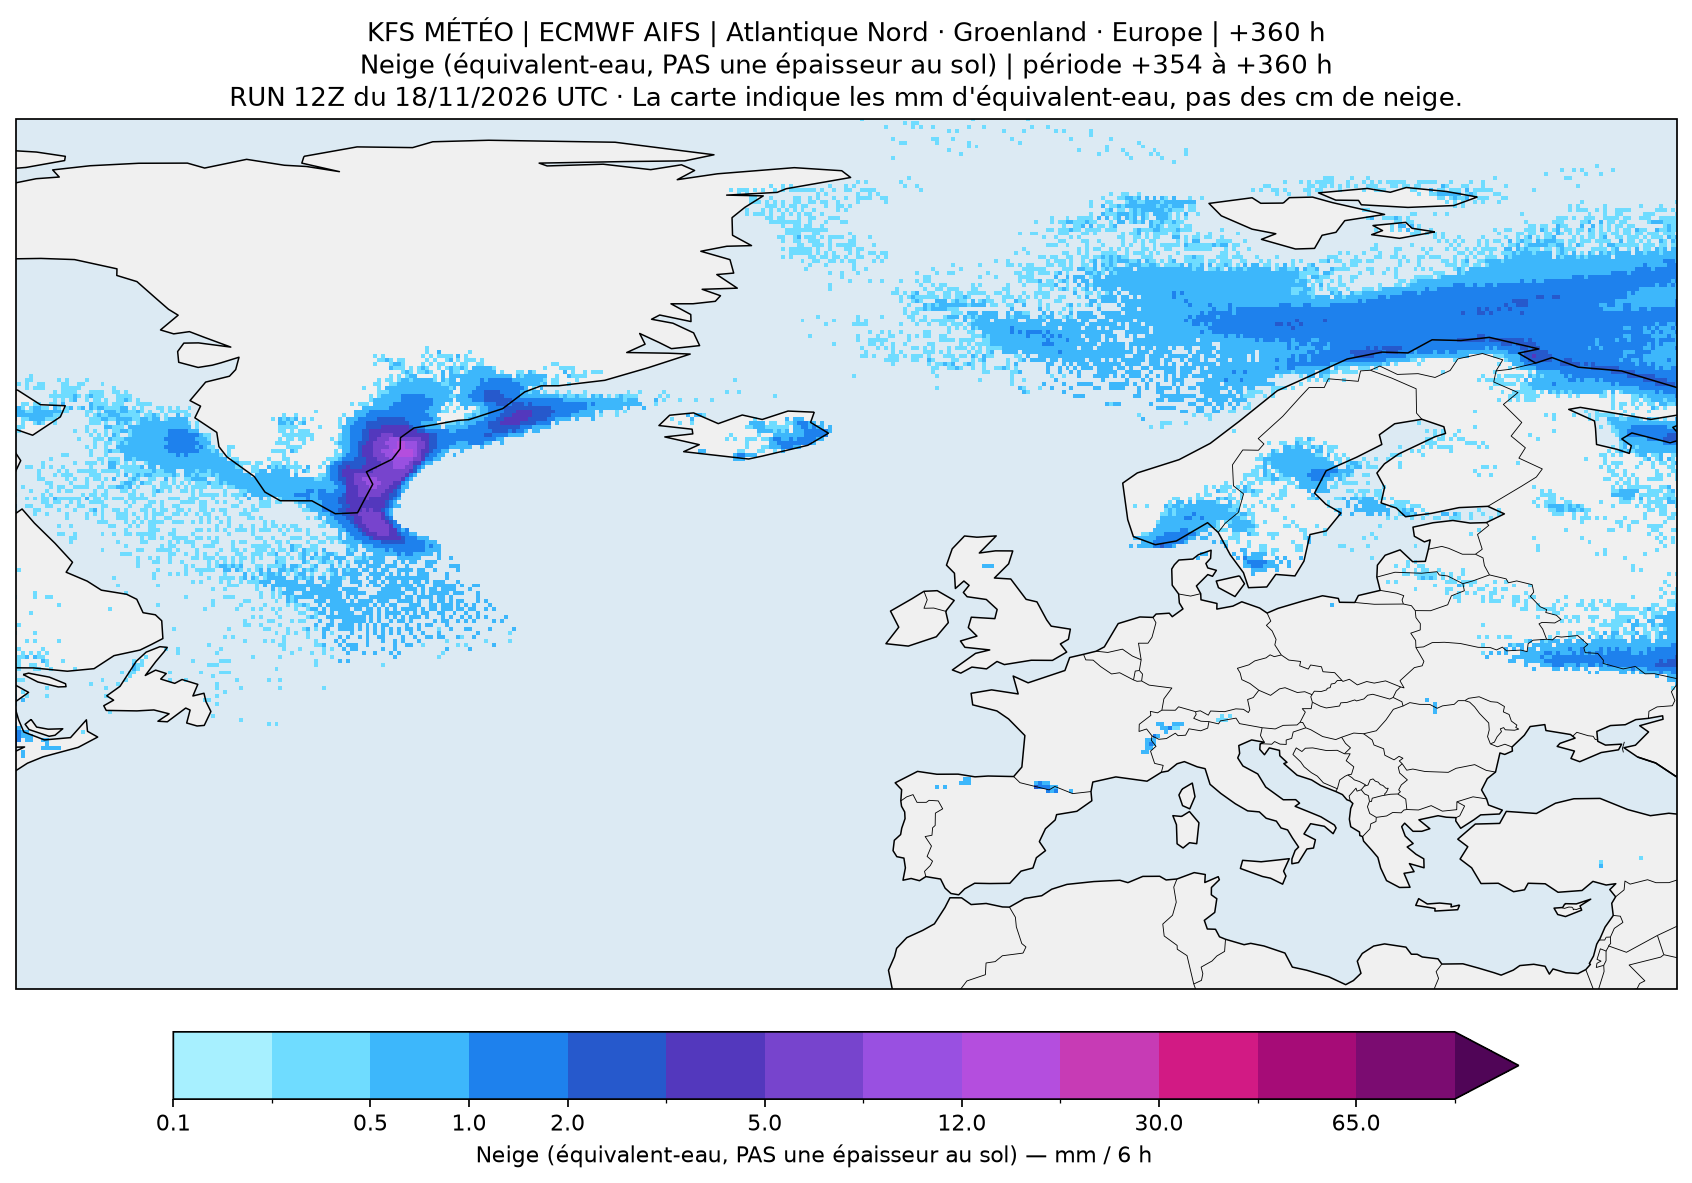 KFS MÉTÉO | ECMWF AIFS | Atlantique Nord · Groenland · Europe | +360 h
Neige (équivalent-eau, PAS une épaisseur au sol) | période +354 à +360 h
RUN 12Z du 18/11/2026 UTC · La carte indique les mm d'équivalent-eau, pas des cm de neige.
0.1 0.5 1.0 2.0 5.0 12.0 30.0 65.0
Neige (équivalent-eau, PAS une épaisseur au sol) — mm / 6 h